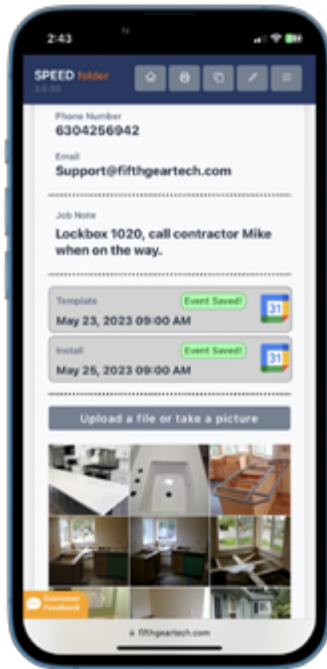 2:43
SPEED folder
Phone Number
6304256942
Email
Support@fifthgeartech.com
Job Note
Lockbox 1020, call contractor Mike
when on the way.
Template
Event Saved!
31
May 23, 2023 09:00 AM
Install
Event Saved!
31
May 25, 2023 09:00 AM
Upload a file or take a picture
Customer
Feedback
fifthgeartech.com